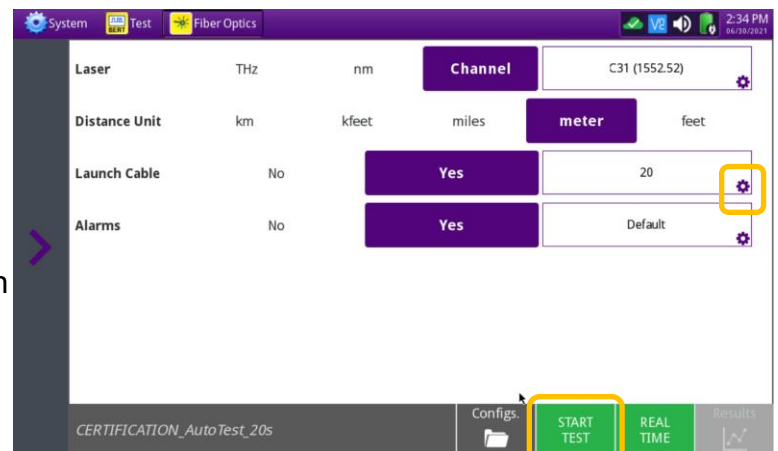 System BERT Test Fiber Optics V2 2:34 PM
06/30/2021
Laser THz nm Channel C31 (1552.52)
Distance Unit km kfeet miles meter feet
Launch Cable No Yes 20
Alarms No Yes Default
n
CERTIFICATION_AutoTest_20s
Configs.
START
TEST
REAL
TIME
Results